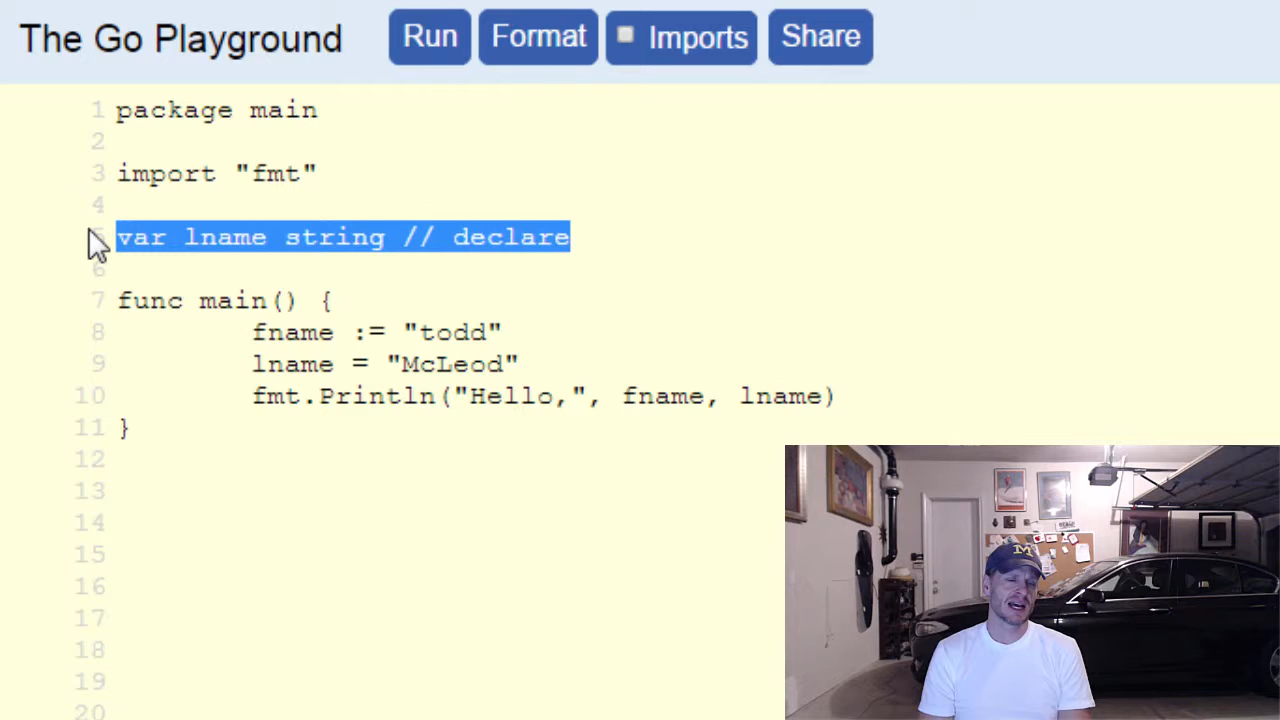 The Go Playground Run Format Imports Share
1 package main
2
3 import "fmt"
4
5 var lname string // declare
6
7 func main() {
8 fname := "todd"
9 lname = "McLeod"
10 fmt.Println("Hello,", fname, lname)
11 }
12
13
14
15
16
17
18
19
20
M